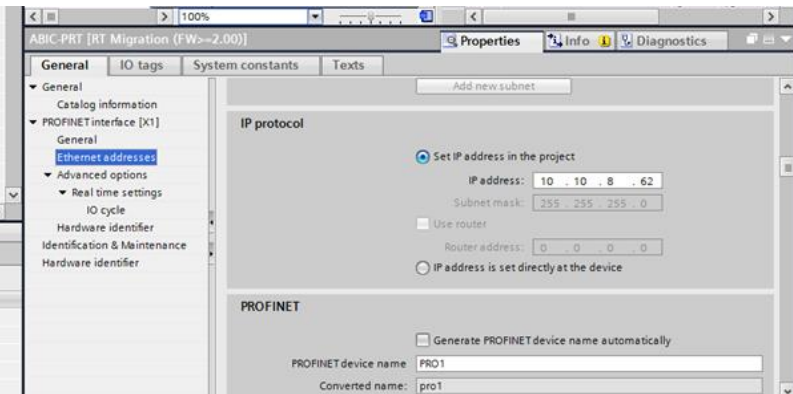 100%
ABIC-PRT [RT Migration (FW>=2.00)]
Properties
Info
Diagnostics
General
IO tags
System constants
Texts
General
Catalog information
PROFINET interface [X1]
General
Ethernet addresses
Advanced options
Real time settings
IO cycle
Hardware identifier
Identification & Maintenance
Hardware identifier
Add new subnet
IP protocol
Set IP address in the project
IP address: 10 . 10 . 8 . 62
Subnet mask: 255 . 255 . 255 . 0
Use router
Router address: 0 . 0 . 0 . 0
IP address is set directly at the device
PROFINET
Generate PROFINET device name automatically
PROFINET device name PRO1
Converted name: pro1